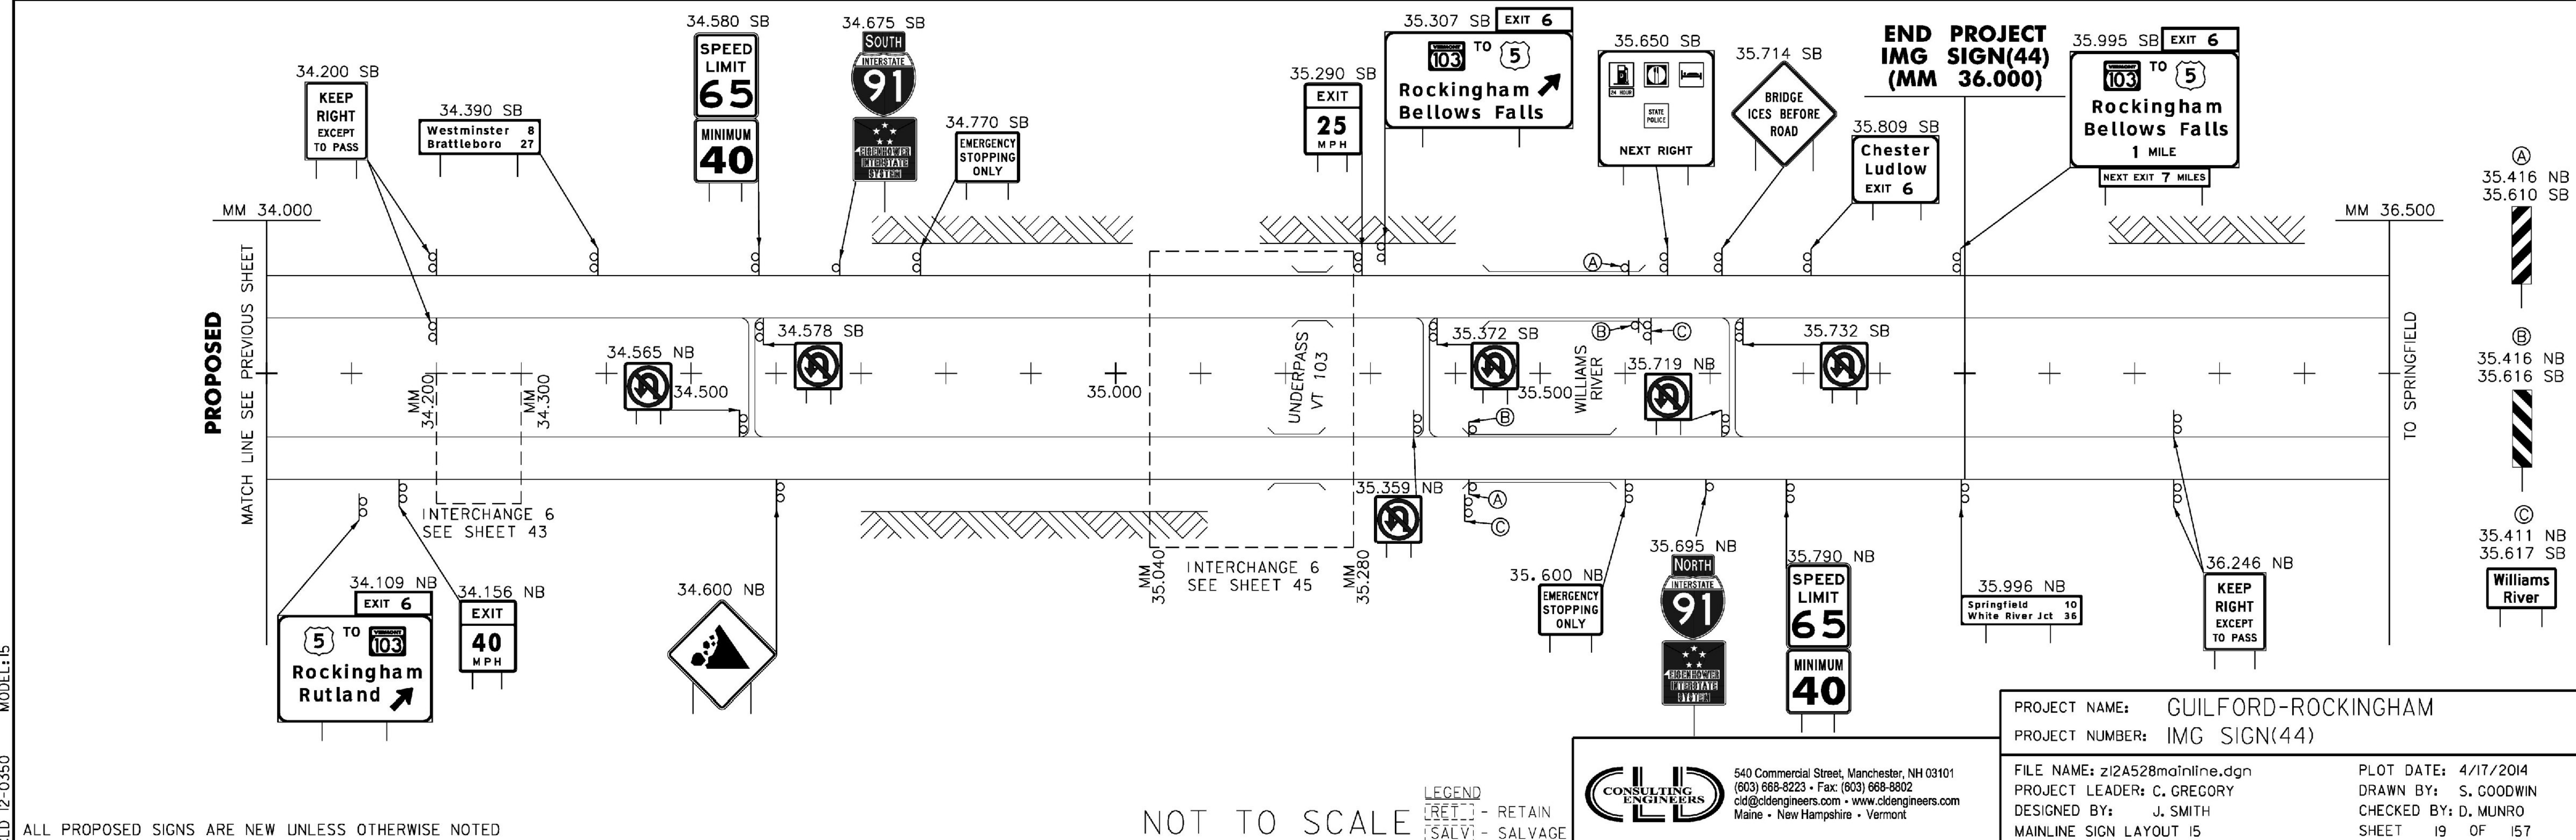 34.200 SB
KEEP
RIGHT
EXCEPT
TO PASS
34.390 SB
Westminster 8
Brattleboro 27
34.580 SB
SPEED
LIMIT
65
MINIMUM
40
34.675 SB
SOUTH
INTERSTATE
91
EISENHOWER
INTERSTATE
SYSTEM
34.770 SB
EMERGENCY
STOPPING
ONLY
35.290 SB
EXIT
25
MPH
35.307 SB
EXIT 6
VERMONT
103 TO 5
Rockingham
Bellows Falls
35.650 SB
24 HOUR
STATE
POLICE
NEXT RIGHT
35.714 SB
BRIDGE
ICES BEFORE
ROAD
35.809 SB
Chester
Ludlow
EXIT 6
END PROJECT
IMG SIGN(44)
(MM 36.000)
35.995 SB
EXIT 6
VERMONT
103 TO 5
Rockingham
Bellows Falls
1 MILE
NEXT EXIT 7 MILES
MM 34.000
MM 36.500
A
35.416 NB
35.610 SB
B
35.416 NB
35.616 SB
C
35.411 NB
35.617 SB
Williams
River
PROPOSED
MATCH LINE SEE PREVIOUS SHEET
MM
34.200
MM
34.300
34.565 NB
34.500
34.578 SB
35.000
UNDERPASS
VT 103
35.372 SB
35.500
WILLIAMS
RIVER
A
B
C
35.719 NB
35.732 SB
B
TO SPRINGFIELD
INTERCHANGE 6
SEE SHEET 43
MM
35.040
INTERCHANGE 6
SEE SHEET 45
MM
35.280
35.359 NB
A
C
34.109 NB
EXIT 6
5 TO VERMONT
103
Rockingham
Rutland
34.156 NB
EXIT
40
MPH
34.600 NB
35.600 NB
EMERGENCY
STOPPING
ONLY
35.695 NB
NORTH
INTERSTATE
91
EISENHOWER
INTERSTATE
SYSTEM
35.790 NB
SPEED
LIMIT
65
MINIMUM
40
35.996 NB
Springfield 10
White River Jct 36
36.246 NB
KEEP
RIGHT
EXCEPT
TO PASS
MODEL:15
12-0350
ALL PROPOSED SIGNS ARE NEW UNLESS OTHERWISE NOTED
NOT TO SCALE
LEGEND
RET - RETAIN
SALV - SALVAGE
CLD
CONSULTING
ENGINEERS
540 Commercial Street, Manchester, NH 03101
(603) 668-8223 • Fax: (603) 668-8802
cld@cldengineers.com • www.cldengineers.com
Maine • New Hampshire • Vermont
PROJECT NAME: GUILFORD-ROCKINGHAM
PROJECT NUMBER: IMG SIGN(44)
FILE NAME: z12A528mainline.dgn
PROJECT LEADER: C. GREGORY
DESIGNED BY: J. SMITH
MAINLINE SIGN LAYOUT 15
PLOT DATE: 4/17/2014
DRAWN BY: S. GOODWIN
CHECKED BY: D. MUNRO
SHEET 19 OF 157